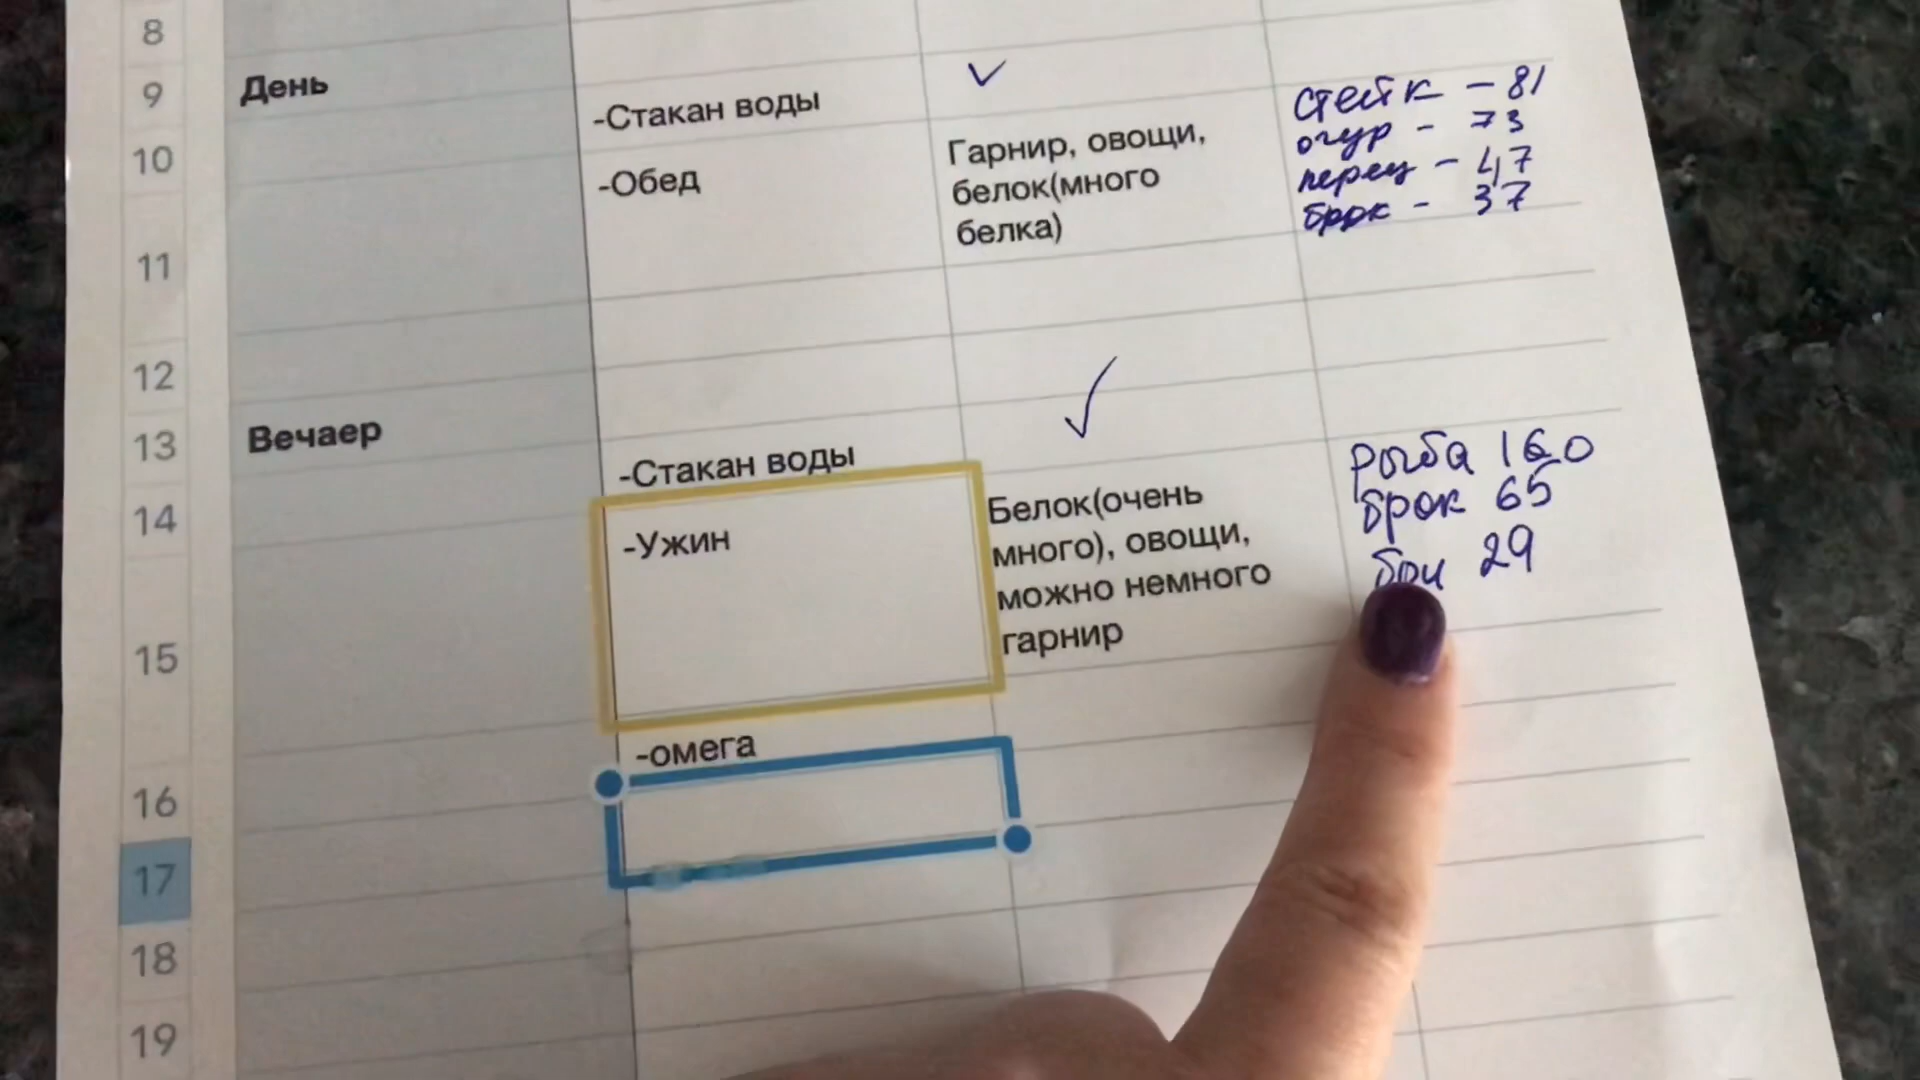 8
День
9
-Стакан воды
✓
стейк - 81
10
-Обед
Гарнир, овощи,
белок(много
белка)
огур - 73
перец - 47
брок - 37
11
12
Вечаер
13
-Стакан воды
✓
рыба 160
14
-Ужин
Белок(очень
много), овощи,
можно немного
гарнир
брок 65
29
15
-омега
16
17
18
19